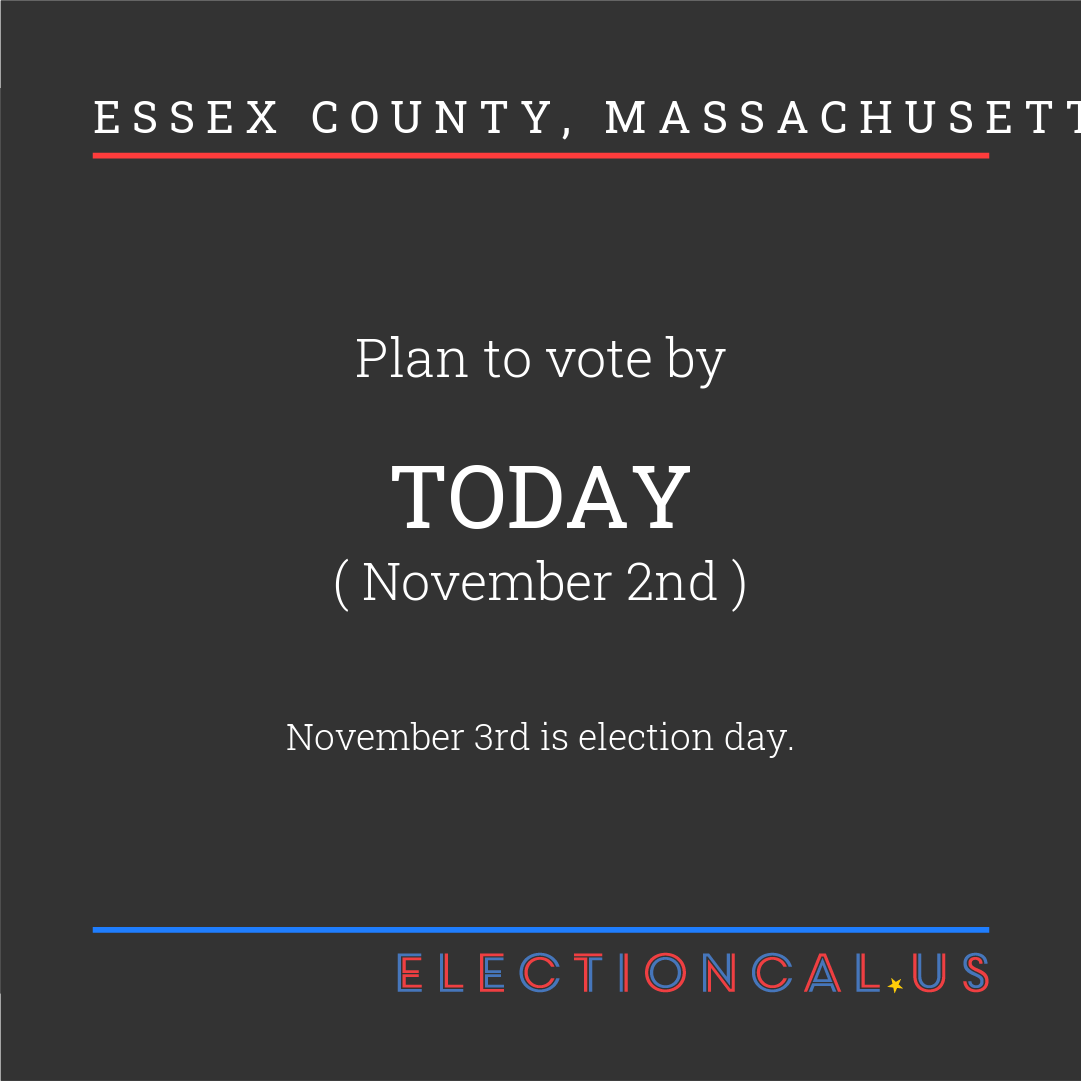 ESSEX COUNTY, MASSACHUSETT
Plan to vote by
TODAY
( November 2nd )
November 3rd is election day.
ELECTIONCAL.US